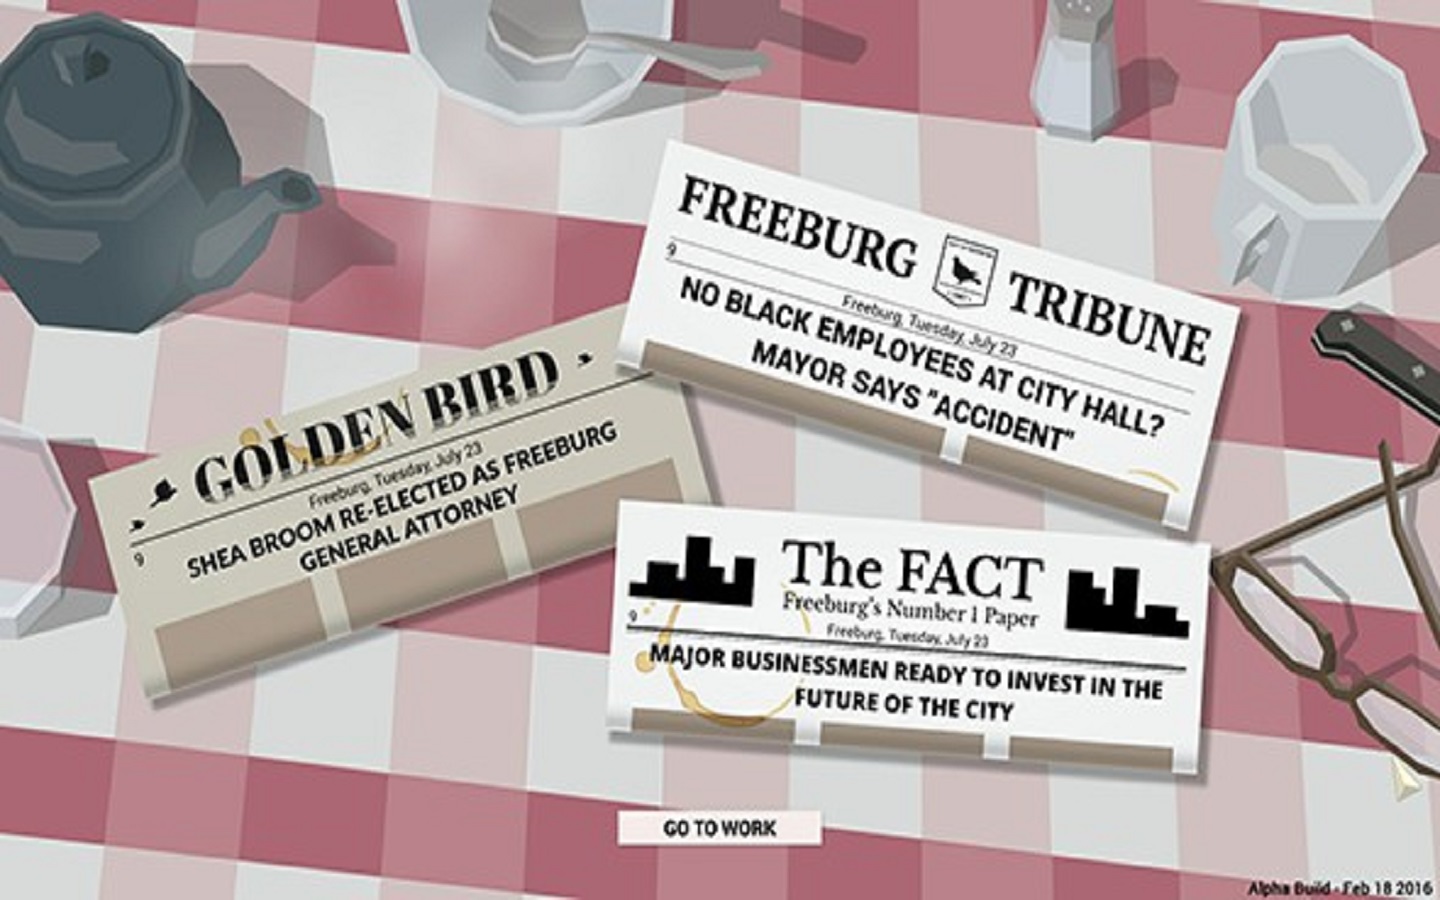 FREEBURG TRIBUNE
9
Freeburg, Tuesday, July 23
NO BLACK EMPLOYEES AT CITY HALL?
MAYOR SAYS "ACCIDENT"
GOLDEN BIRD
Freeburg, Tuesday, July 23
9
SHEA BROOM RE-ELECTED AS FREEBURG
GENERAL ATTORNEY
The FACT
Freeburg's Number 1 Paper
9
Freeburg, Tuesday, July 23
MAJOR BUSINESSMEN READY TO INVEST IN THE
FUTURE OF THE CITY
GO TO WORK
Alpha Build - Feb 18 2016